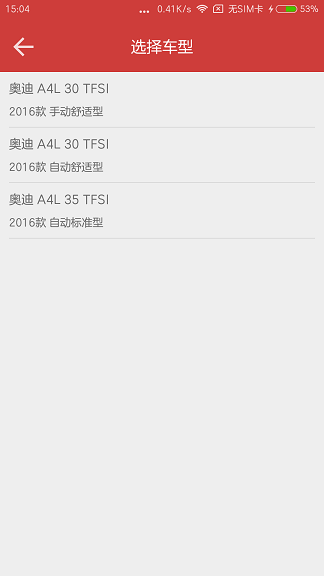 15:04 ... 0.41K/s 无SIM卡 53%
选择车型
奥迪 A4L 30 TFSI
2016款 手动舒适型
奥迪 A4L 30 TFSI
2016款 自动舒适型
奥迪 A4L 35 TFSI
2016款 自动标准型